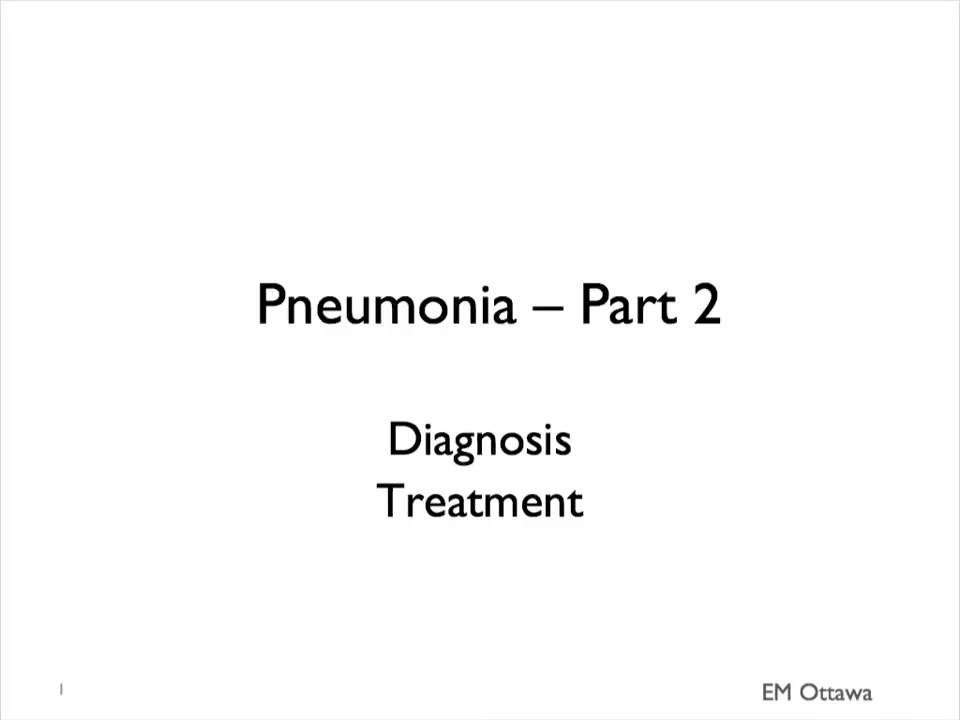 Pneumonia – Part 2
Diagnosis
Treatment
1
EM Ottawa